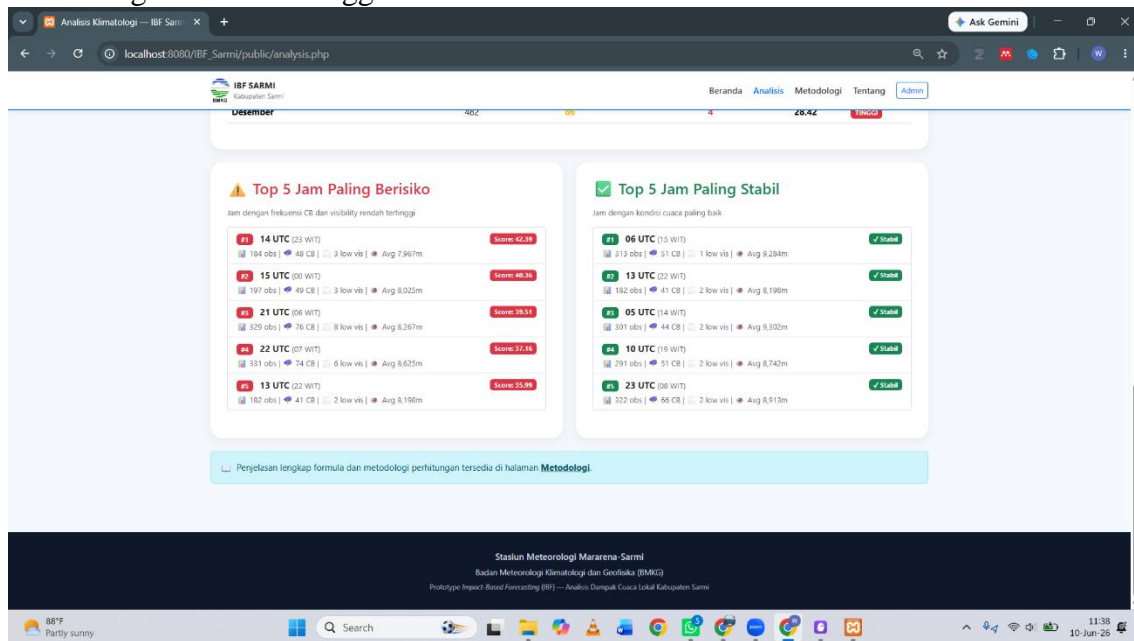 Analisis Klimatologi — IBF Sarm
Ask Gemini
localhost:8080/IBF_Sarmi/public/analysis.php
W
BMKG
IBF SARMI
Kabupaten Sarmi
Beranda Analisis Metodologi Tentang Admin
Desember 482 4 28.42 TINGGI
Top 5 Jam Paling Berisiko
Jam dengan frekuensi CB dan visibility rendah tertinggi
#1 14 UTC (23 WIT) Score: 42.39
184 obs | 48 CB | 3 low vis | Avg 7,967m
#2 15 UTC (00 WIT) Score: 40.36
197 obs | 49 CB | 3 low vis | Avg 8,025m
#3 21 UTC (06 WIT) Score: 39.51
329 obs | 76 CB | 8 low vis | Avg 8,267m
#4 22 UTC (07 WIT) Score: 37.16
331 obs | 74 CB | 6 low vis | Avg 8,625m
#5 13 UTC (22 WIT) Score: 35.99
182 obs | 41 CB | 2 low vis | Avg 8,198m
Top 5 Jam Paling Stabil
Jam dengan kondisi cuaca paling baik
#1 06 UTC (15 WIT) ✓ Stabil
313 obs | 51 CB | 1 low vis | Avg 9,284m
#2 13 UTC (22 WIT) ✓ Stabil
182 obs | 41 CB | 2 low vis | Avg 8,198m
#3 05 UTC (14 WIT) ✓ Stabil
301 obs | 44 CB | 2 low vis | Avg 9,302m
#4 10 UTC (19 WIT) ✓ Stabil
291 obs | 51 CB | 2 low vis | Avg 8,742m
#5 23 UTC (08 WIT) ✓ Stabil
322 obs | 66 CB | 2 low vis | Avg 8,913m
Penjelasan lengkap formula dan metodologi perhitungan tersedia di halaman Metodologi.
Stasiun Meteorologi Mararena-Sarmi
Badan Meteorologi Klimatologi dan Geofisika (BMKG)
Prototype Impact-Based Forecasting (IBF) — Analisis Dampak Cuaca Lokal Kabupaten Sarmi
88°F
Partly sunny
Search
11:38
10-Jun-26